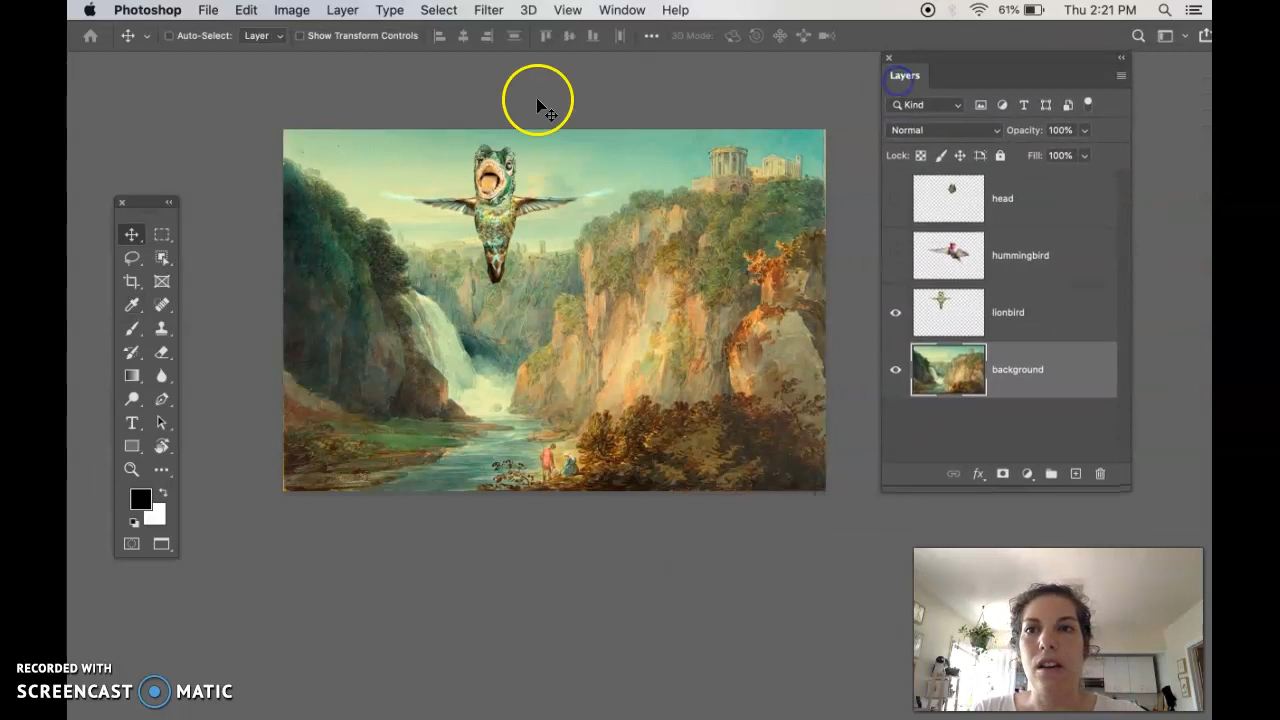 Photoshop File Edit Image Layer Type Select Filter 3D View Window Help 61% Thu 2:21 PM
Auto-Select: Layer Show Transform Controls 3D Mode:
Layers
Kind
Normal Opacity: 100%
Lock: Fill: 100%
head
hummingbird
lionbird
background
RECORDED WITH
SCREENCAST MATIC